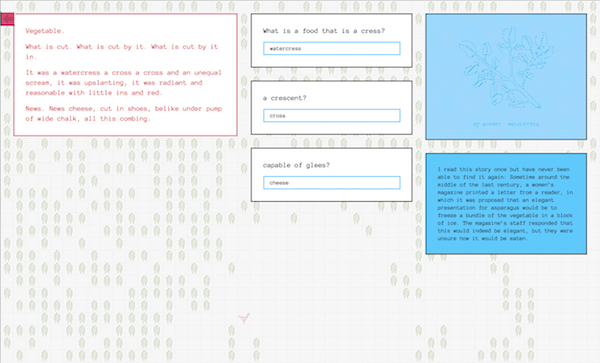 Vegetable.
What is cut. What is cut by it. What is cut by it
in.
It was a watercress a cross a cross and an unequal
scream, it was upslanting, it was radiant and
reasonable with little ins and red.
News. News cheese, cut in shoes, belike under pump
of wide chalk, all this combing.
What is a food that is a cress?
watercress
a crescent?
cross
capable of glees?
cheese
I read this story once but have never been
able to find it again: Sometime around the
middle of the last century, a women's
magazine printed a letter from a reader, in
which it was proposed that an elegant
presentation for asparagus would be to
freeze a bundle of the vegetable in a block
of ice. The magazine's staff responded that
this would indeed be elegant, but they were
unsure how it would be eaten.